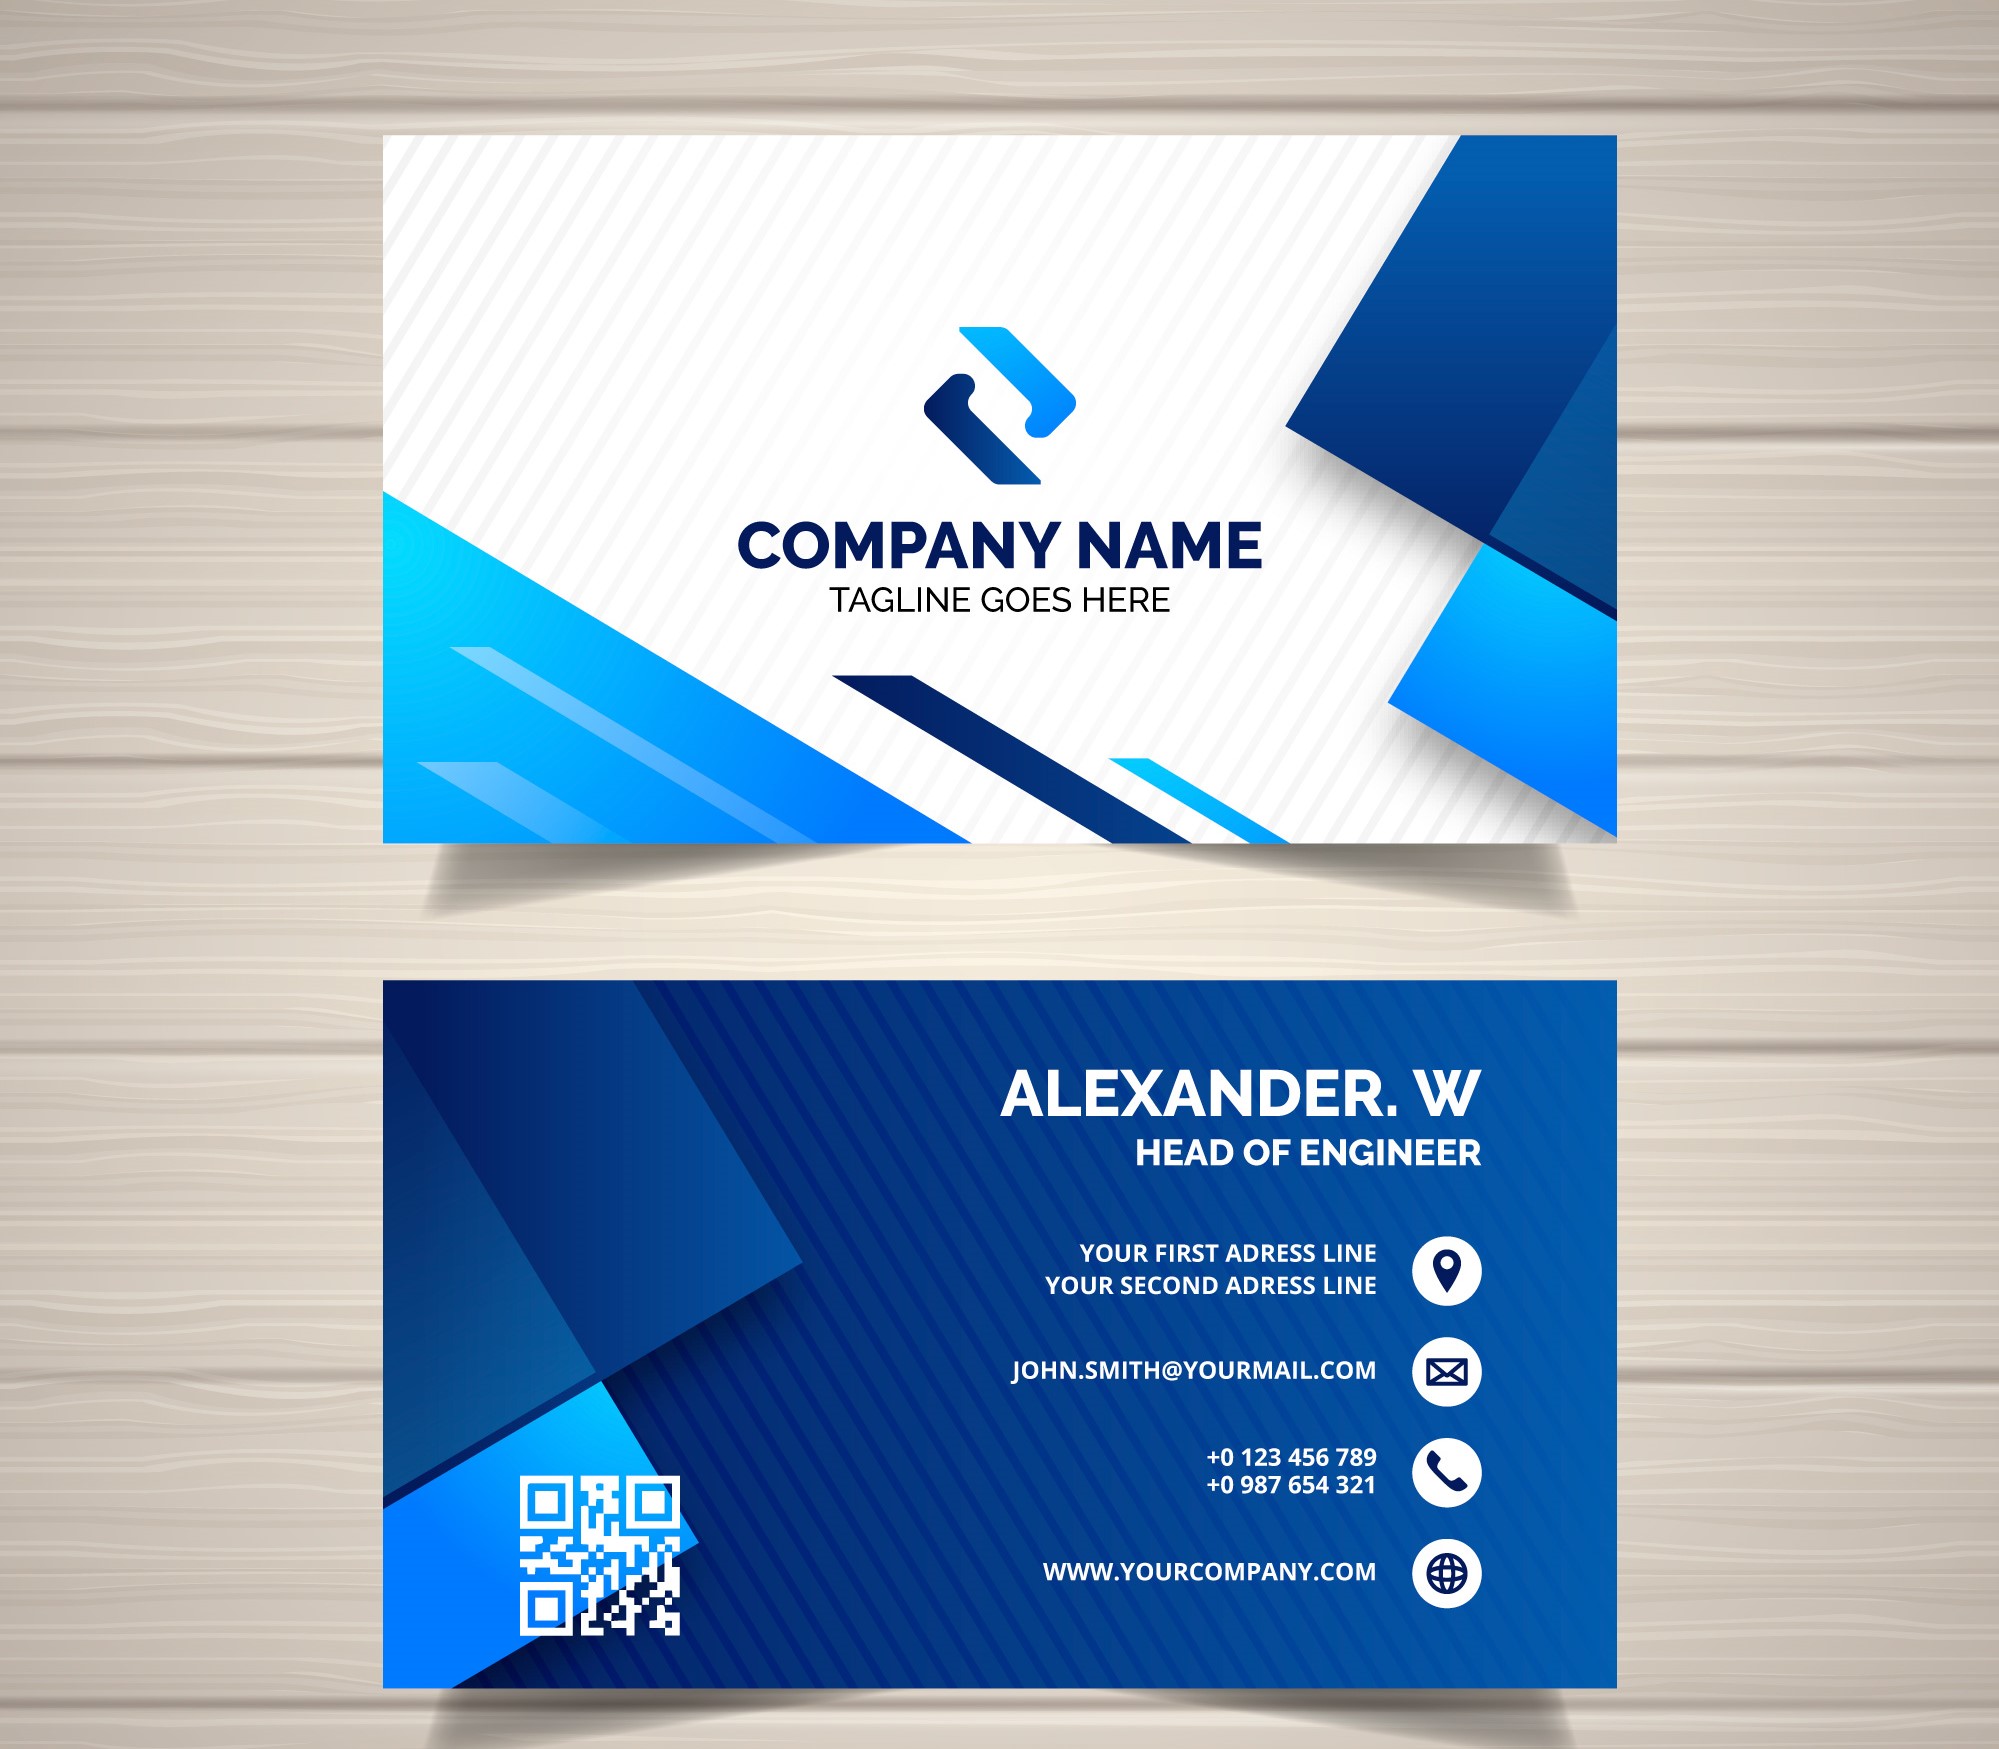 COMPANY NAME
TAGLINE GOES HERE
ALEXANDER. W
HEAD OF ENGINEER
YOUR FIRST ADRESS LINE
YOUR SECOND ADRESS LINE
JOHN.SMITH@YOURMAIL.COM
+0 123 456 789
+0 987 654 321
WWW.YOURCOMPANY.COM